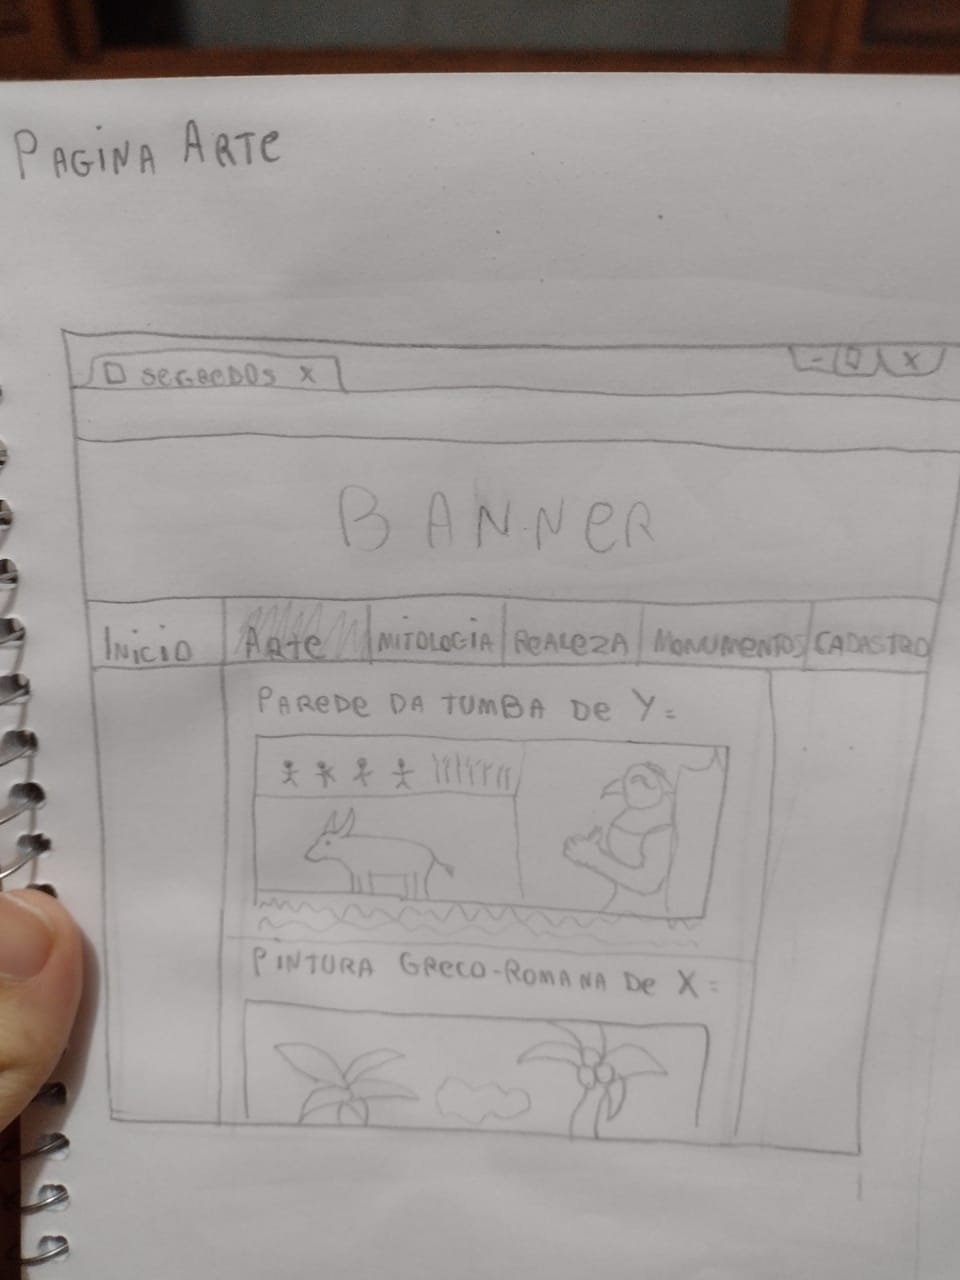 PAGINA ARTE
SEGREDOS X
- X
BANNER
INICIO ARTE MITOLOGIA REALEZA MONUMENTOS CADASTRO
PAREDE DA TUMBA DE Y=
PINTURA GRECO-ROMANA DE X=